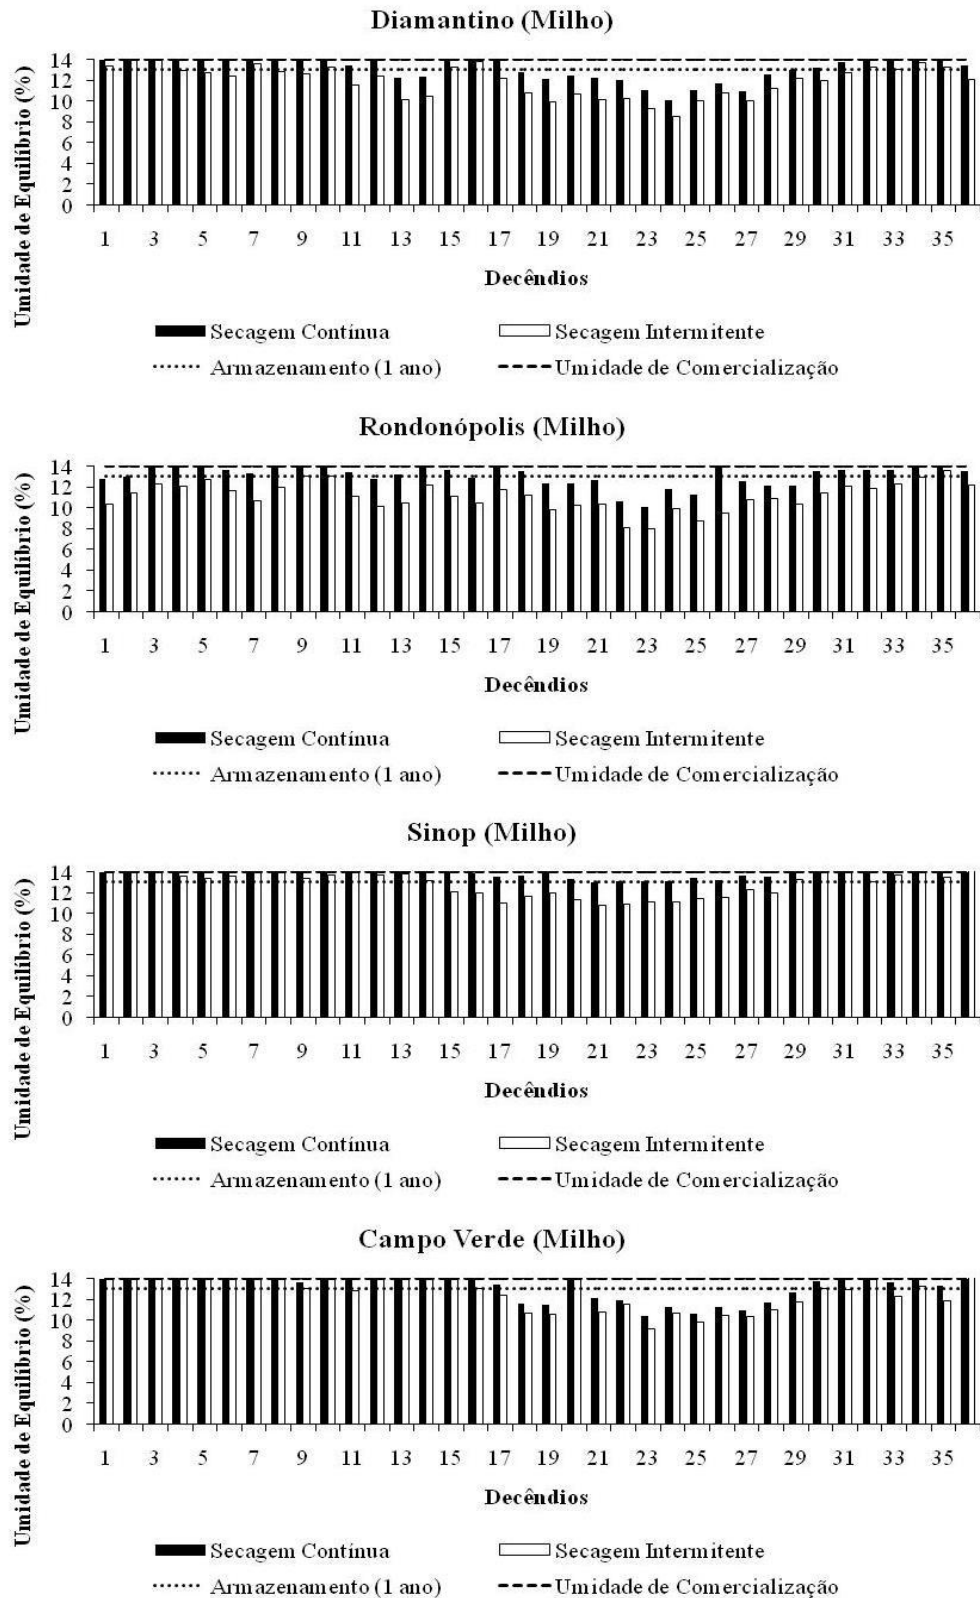 Diamantino (Milho)
Umidade de Equilíbrio (%)
14
12
10
8
6
4
2
0
1 3 5 7 9 11 13 15 17 19 21 23 25 27 29 31 33 35
Decêndios
Secagem Contínua Secagem Intermitente
Armazenamento (1 ano) Umidade de Comercialização
Rondonópolis (Milho)
Umidade de Equilíbrio (%)
14
12
10
8
6
4
2
0
1 3 5 7 9 11 13 15 17 19 21 23 25 27 29 31 33 35
Decêndios
Secagem Contínua Secagem Intermitente
Armazenamento (1 ano) Umidade de Comercialização
Sinop (Milho)
Umidade de Equilíbrio (%)
14
12
10
8
6
4
2
0
1 3 5 7 9 11 13 15 17 19 21 23 25 27 29 31 33 35
Decêndios
Secagem Contínua Secagem Intermitente
Armazenamento (1 ano) Umidade de Comercialização
Campo Verde (Milho)
Umidade de Equilíbrio (%)
14
12
10
8
6
4
2
0
1 3 5 7 9 11 13 15 17 19 21 23 25 27 29 31 33 35
Decêndios
Secagem Contínua Secagem Intermitente
Armazenamento (1 ano) Umidade de Comercialização